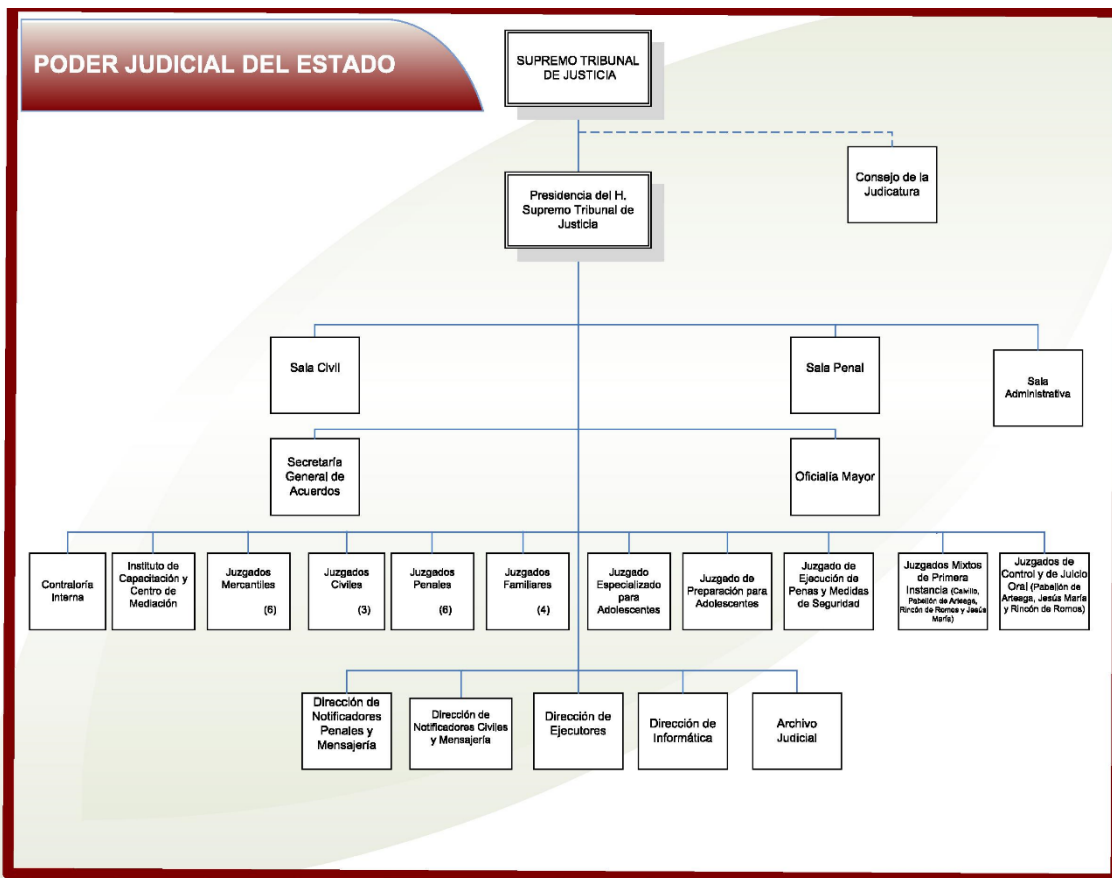 PODER JUDICIAL DEL ESTADO
SUPREMO TRIBUNAL
DE JUSTICIA
Consejo de la
Judicatura
Presidencia del H.
Supremo Tribunal de
Justicia
Sala Civil
Sala Penal
Sala
Administrativa
Secretaría
General de
Acuerdos
Oficialía Mayor
Contraloría
Interna
Instituto de
Capacitación y
Centro de
Mediación
Juzgados
Mercantiles
(6)
Juzgados
Civiles
(3)
Juzgados
Penales
(6)
Juzgados
Familiares
(4)
Juzgado
Especializado
para
Adolescentes
Juzgado de
Preparación para
Adolescentes
Juzgado de
Ejecución de
Penas y Medidas
de Seguridad
Juzgados Mixtos
de Primera
Instancia (Calvillo,
Pabellón de Arteaga,
Rincón de Romos y Jesús
María)
Juzgados de
Control y de Juicio
Oral (Pabellón de
Arteaga, Jesús María
y Rincón de Romos)
Dirección de
Notificadores
Penales y
Mensajería
Dirección de
Notificadores Civiles
y Mensajería
Dirección de
Ejecutores
Dirección de
Informática
Archivo
Judicial